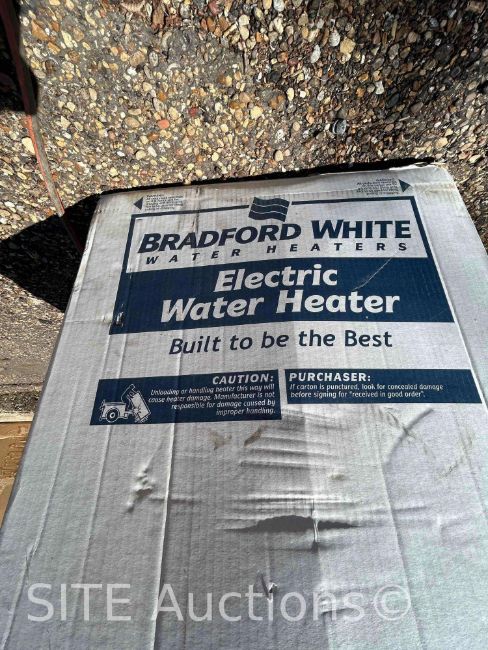 BRADFORD WHITE
WATER HEATERS
Electric
Water Heater
Built to be the Best
CAUTION:
Unloading or handling heater this way will
cause heater damage. Manufacturer is not
responsible for damage caused by
improper handling.
PURCHASER:
If carton is punctured, look for concealed damage
before signing for "received in good order".
SITE Auctions©